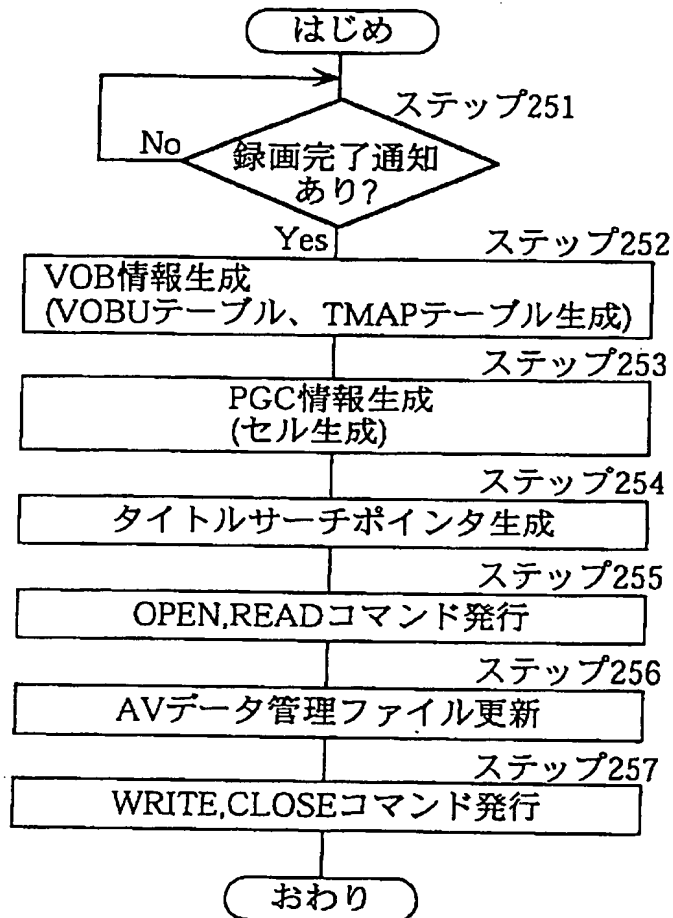 はじめ
ステップ251
No
録画完了通知
あり?
Yes
ステップ252
VOB情報生成
(VOBUテーブル、TMAPテーブル生成)
ステップ253
PGC情報生成
(セル生成)
ステップ254
タイトルサーチポインタ生成
ステップ255
OPEN,READコマンド発行
ステップ256
AVデータ管理ファイル更新
ステップ257
WRITE,CLOSEコマンド発行
おわり